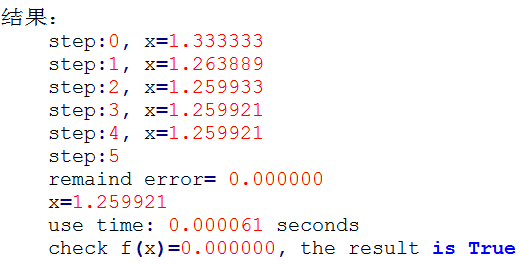 结果：
step:0, x=1.333333
step:1, x=1.263889
step:2, x=1.259933
step:3, x=1.259921
step:4, x=1.259921
step:5
remaind error= 0.000000
x=1.259921
use time: 0.000061 seconds
check f(x)=0.000000, the result is True